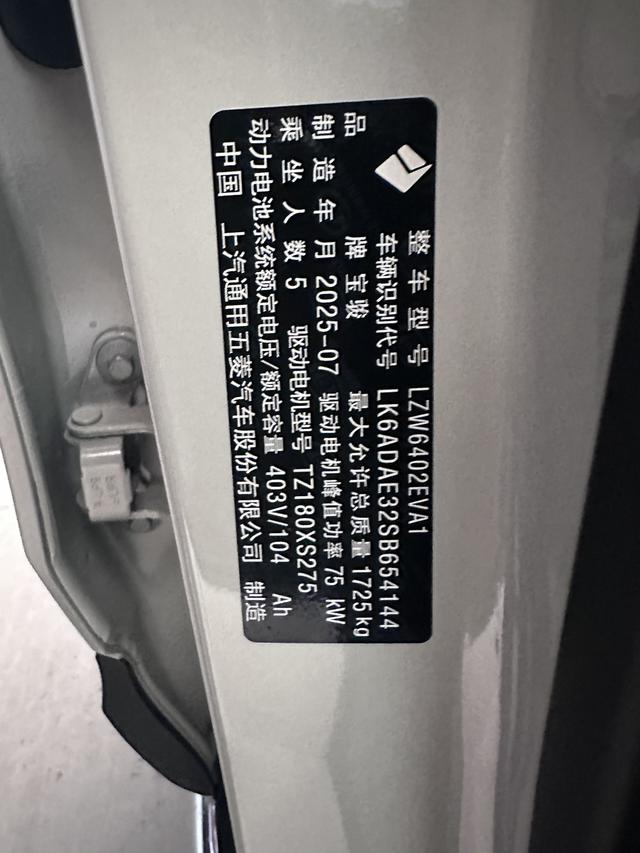 整车型号 LZW6402EVA1
车辆识别代号 LK6ADAE32SB654144
品牌 宝骏 最大允许总质量 1725kg
制造年月 2025-07 驱动电机峰值功率 75 kW
乘坐人数 5 驱动电机型号 TZ180XS275
动力电池系统额定电压/额定容量 403V/104 Ah
中国 上汽通用五菱汽车股份有限公司 制造